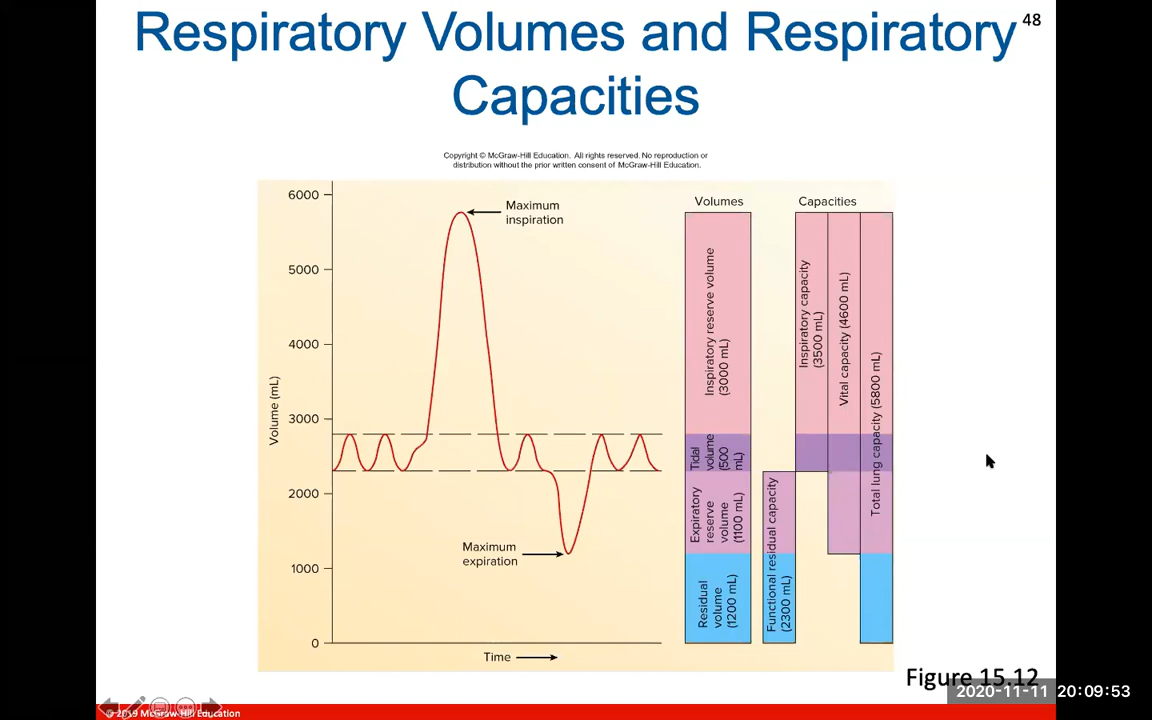 Respiratory Volumes and Respiratory
Capacities
48
Copyright © McGraw-Hill Education. All rights reserved. No reproduction or
distribution without the prior written consent of McGraw-Hill Education.
6000
5000
4000
3000
2000
1000
0
Volume (mL)
Time
Maximum
inspiration
Maximum
expiration
Volumes
Inspiratory reserve volume
(3000 mL)
Tidal
volume
(500
mL)
Expiratory
reserve
volume
(1100 mL)
Residual
volume
(1200 mL)
Capacities
Functional residual capacity
(2300 mL)
Inspiratory capacity
(3500 mL)
Vital capacity (4600 mL)
Total lung capacity (5800 mL)
Figure 15.12
2020-11-11 20:09:53
© 2019 McGraw-Hill Education